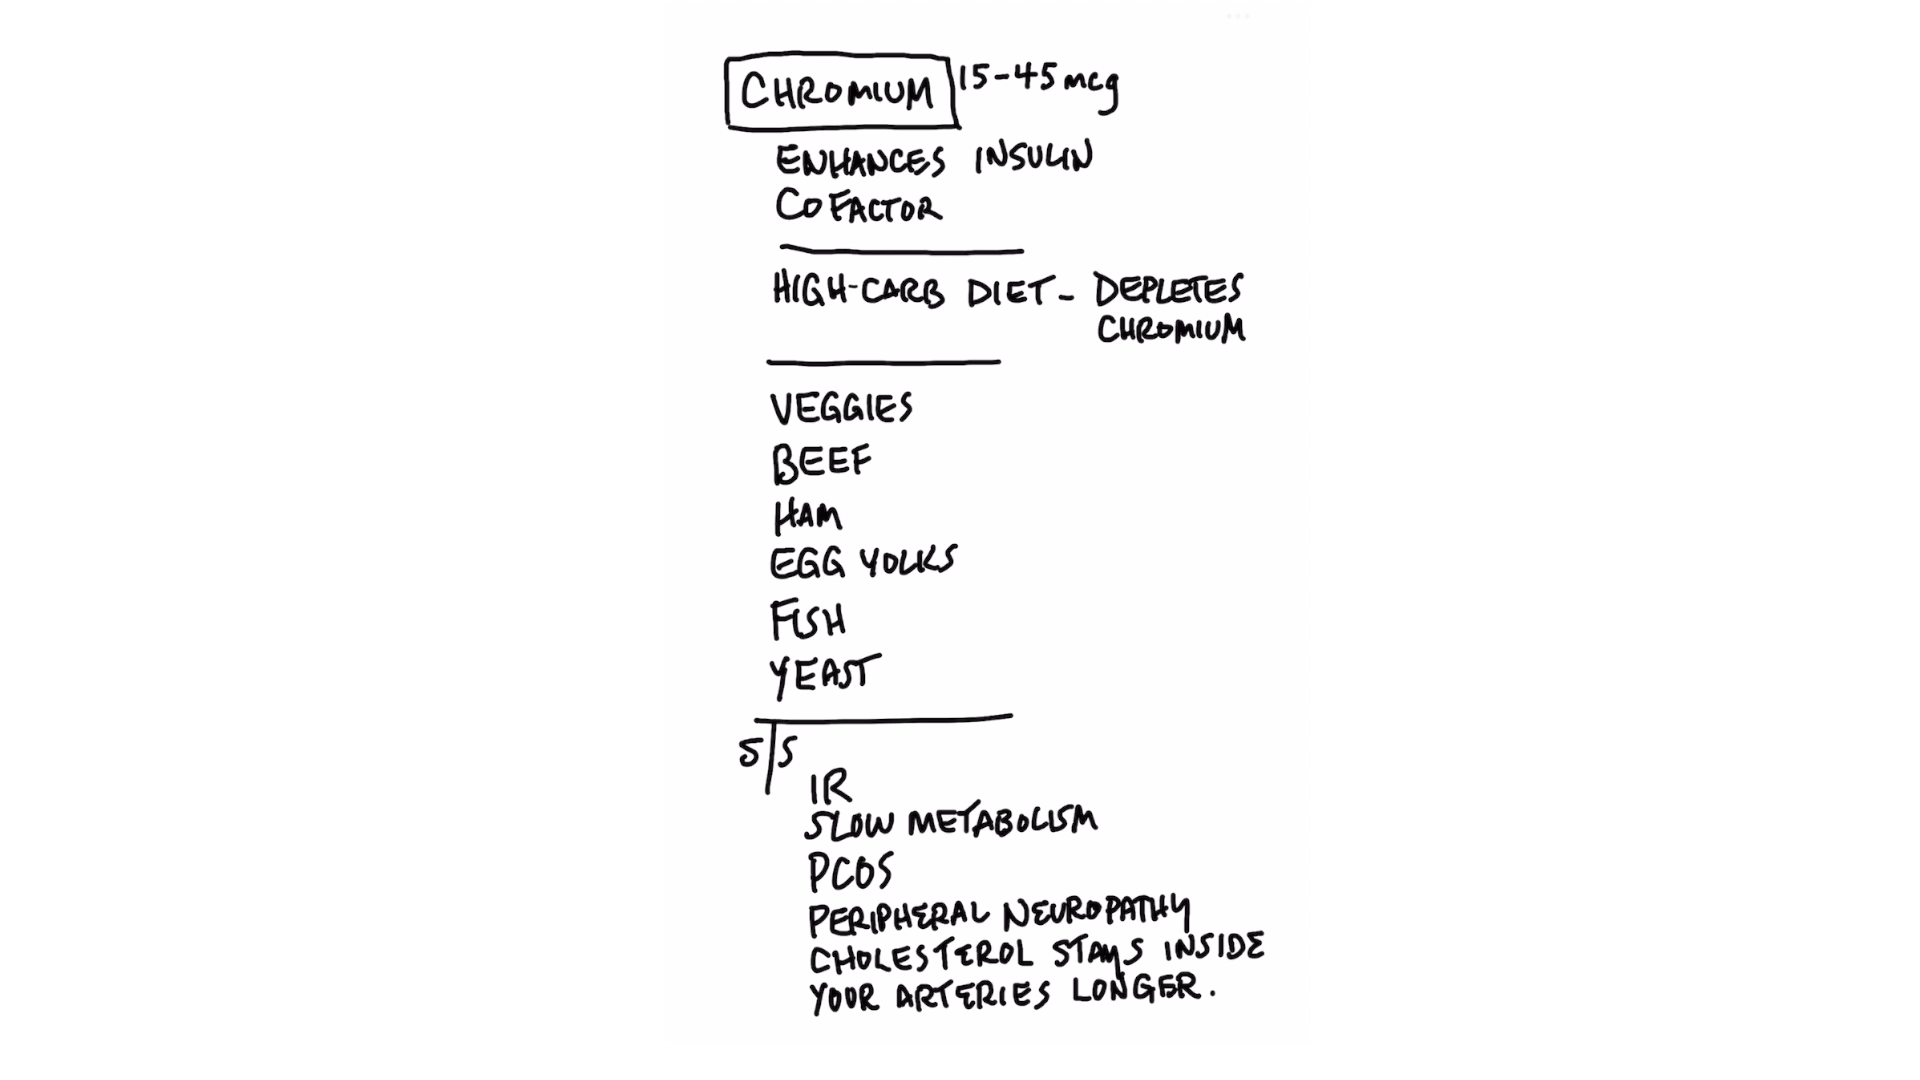 CHROMIUM 15-45 mcg
ENHANCES INSULIN
COFACTOR
HIGH-CARB DIET - DEPLETES
CHROMIUM
VEGGIES
BEEF
HAM
EGG YOLKS
FISH
YEAST
S/S
IR
SLOW METABOLISM
PCOS
PERIPHERAL NEUROPATHY
CHOLESTEROL STAYS INSIDE
YOUR ARTERIES LONGER.